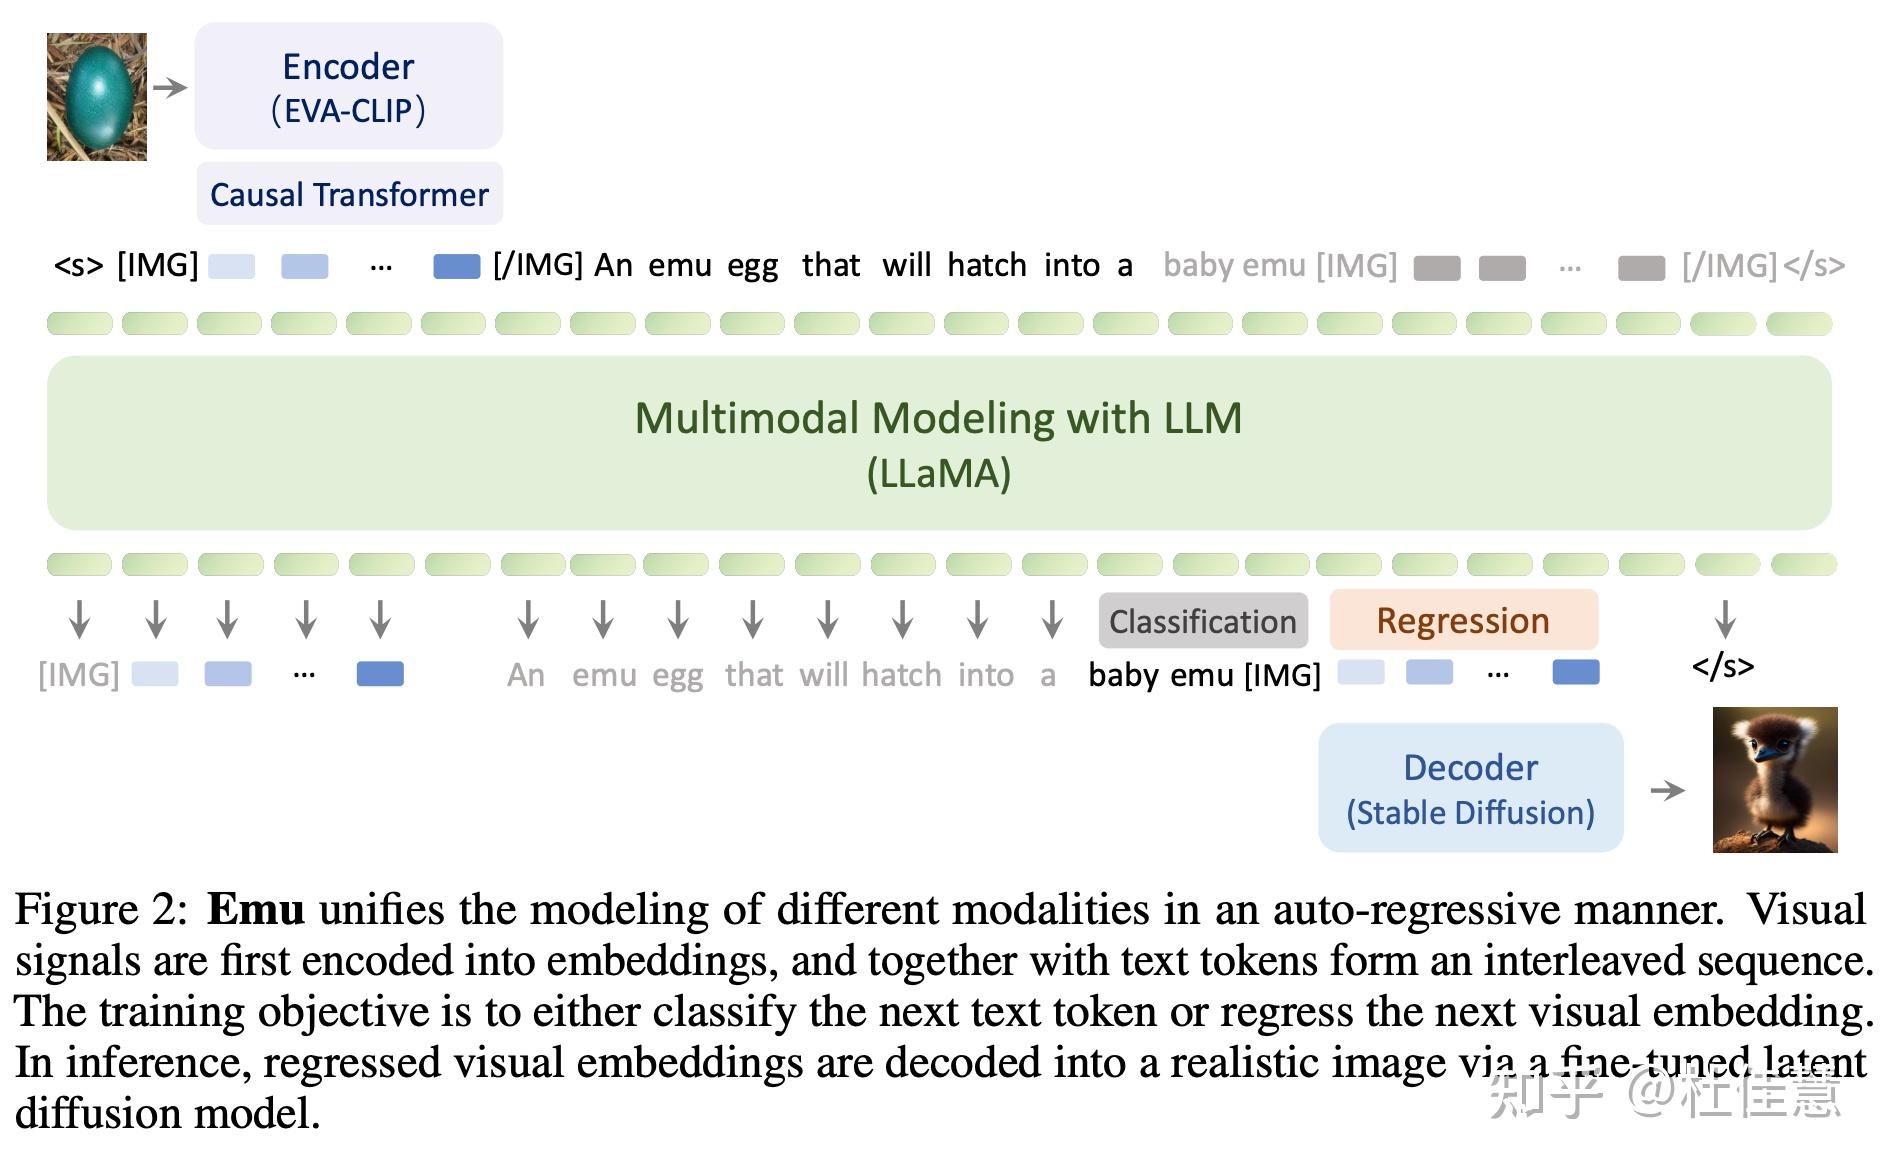 Encoder
(EVA-CLIP)
Causal Transformer
<s> [IMG] ... [/IMG] An emu egg that will hatch into a baby emu [IMG] ... [/IMG] </s>
Multimodal Modeling with LLM
(LLaMA)
Classification Regression
[IMG] ... An emu egg that will hatch into a baby emu [IMG] ... </s>
Decoder
(Stable Diffusion)
Figure 2: Emu unifies the modeling of different modalities in an auto-regressive manner. Visual
signals are first encoded into embeddings, and together with text tokens form an interleaved sequence.
The training objective is to either classify the next text token or regress the next visual embedding.
In inference, regressed visual embeddings are decoded into a realistic image via a fine-tuned latent
diffusion model.
知乎 @杜佳慧